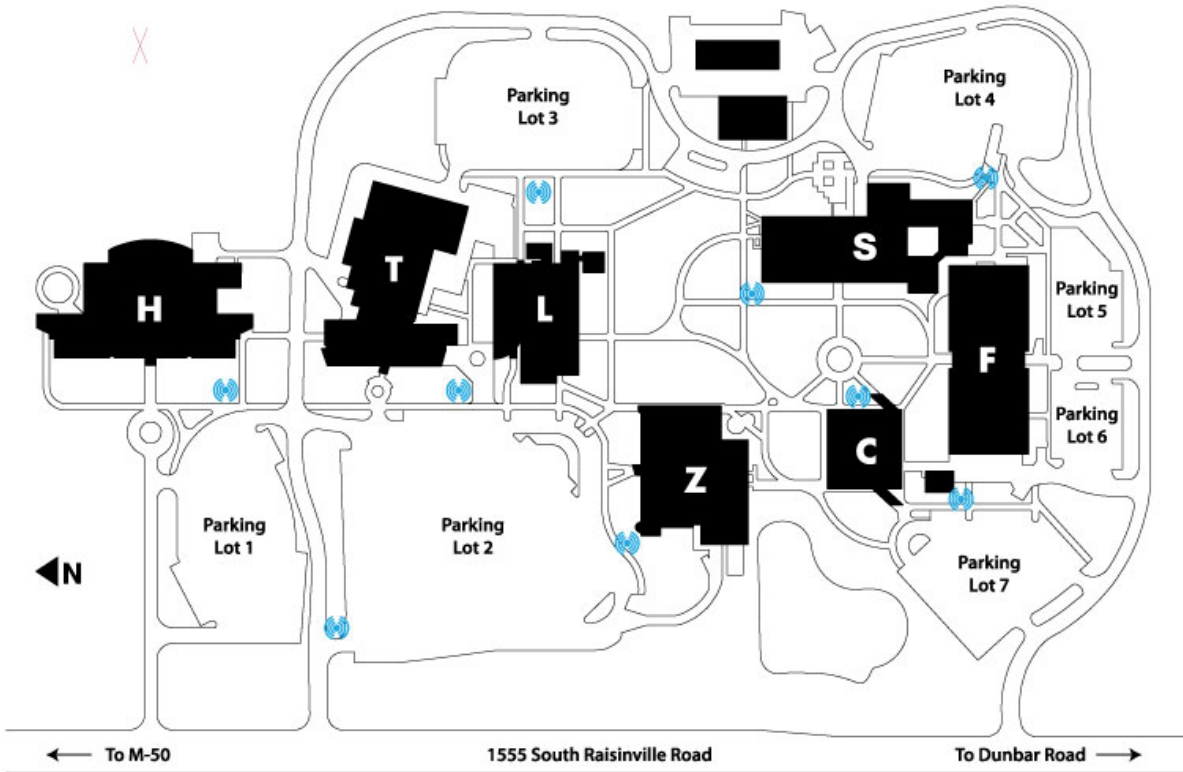 Parking
Lot 3
Parking
Lot 4
H
T
L
S
Parking
Lot 5
F
Parking
Lot 6
C
Z
Parking
Lot 1
Parking
Lot 2
N
Parking
Lot 7
To M-50
1555 South Raisinville Road
To Dunbar Road